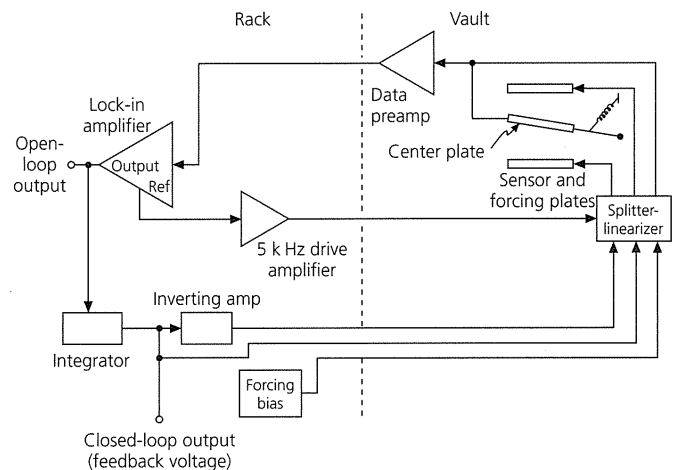 Rack
Vault
Data
preamp
Lock-in
amplifier
Open-
loop
output
Output
Ref
Center plate
Sensor and
forcing plates
Splitter-
linearizer
5 k Hz drive
amplifier
Inverting amp
Integrator
Forcing
bias
Closed-loop output
(feedback voltage)